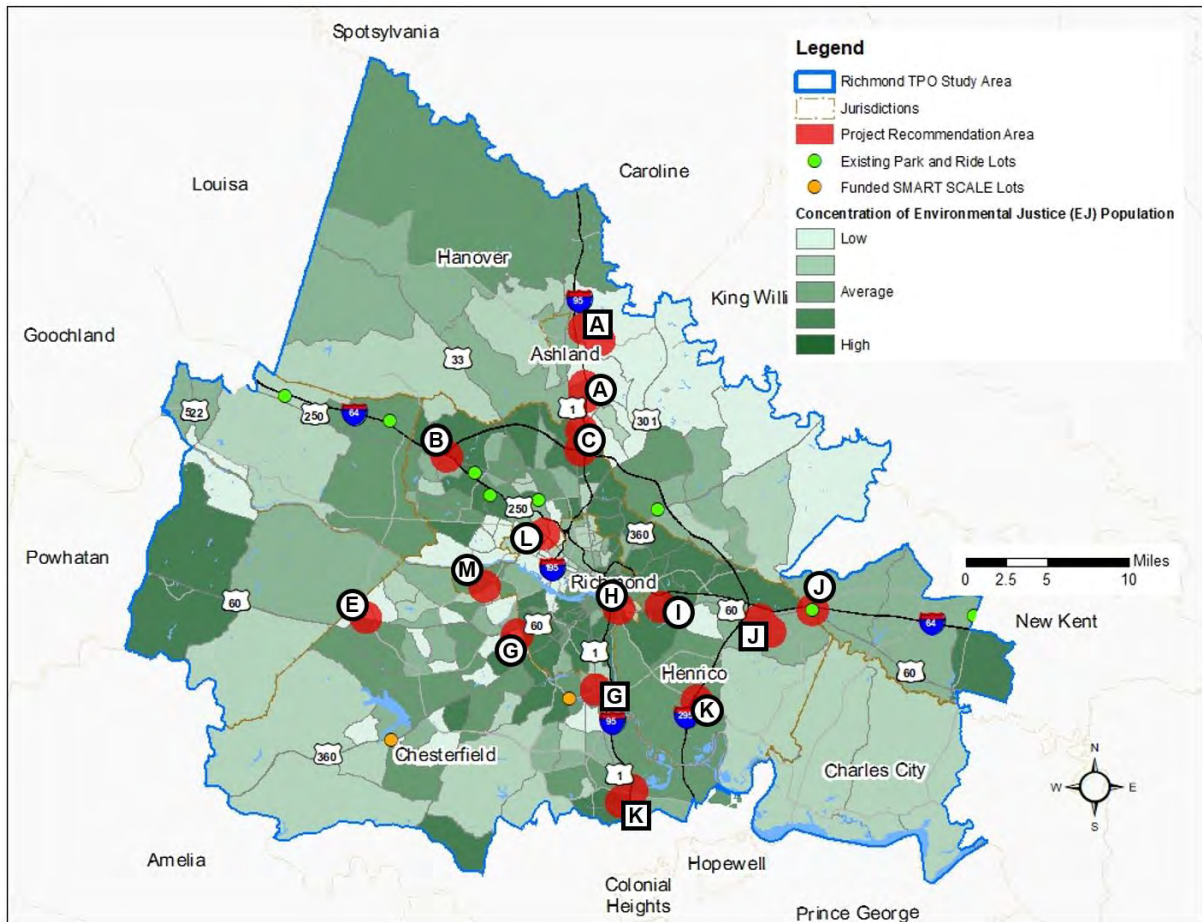 Spotsylvania
Legend
Richmond TPO Study Area
Jurisdictions
Project Recommendation Area
Existing Park and Ride Lots
Funded SMART SCALE Lots
Concentration of Environmental Justice (EJ) Population
Low
Average
High
Louisa
Caroline
Hanover
King Willi
95
A
Goochland
Ashland
33
A
522
250
64
1
301
B
C
250
360
L
Powhatan
M
195
Richmond
Miles
0 2.5 5 10
E
H
I
60
J
New Kent
60
60
J
64
G
1
60
Henrico
G
K
95
295
360
Chesterfield
1
Charles City
K
N
W E
S
Amelia
Hopewell
Colonial
Heights
Prince George